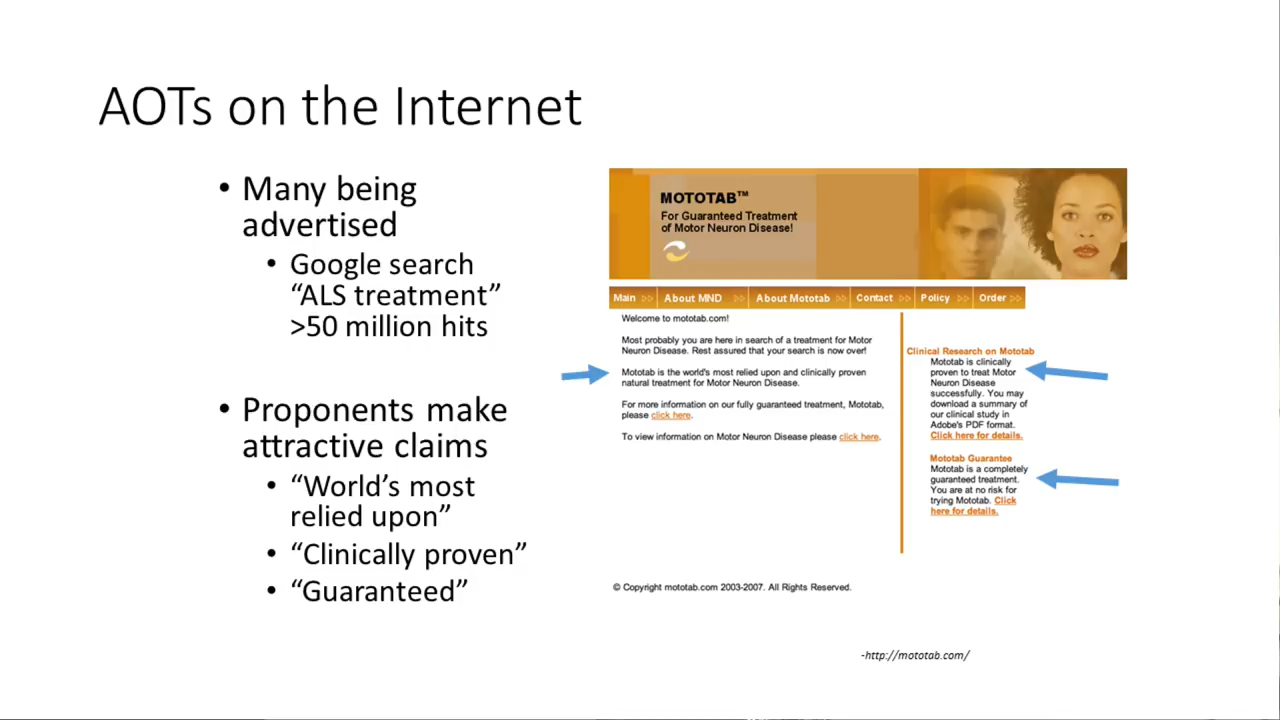 AOTs on the Internet
• Many being
advertised
• Google search
“ALS treatment”
>50 million hits
• Proponents make
attractive claims
• “World’s most
relied upon”
• “Clinically proven”
• “Guaranteed”
MOTOTAB™
For Guaranteed Treatment
of Motor Neuron Disease!
Main >> About MND >> About Mototab >> Contact >> Policy >> Order >>
Welcome to mototab.com!
Most probably you are here in search of a treatment for Motor
Neuron Disease. Rest assured that your search is now over!
Mototab is the world's most relied upon and clinically proven
natural treatment for Motor Neuron Disease.
For more information on our fully guaranteed treatment, Mototab,
please click here.
To view information on Motor Neuron Disease please click here.
Clinical Research on Mototab
Mototab is clinically
proven to treat Motor
Neuron Disease
successfully. You may
download a summary of
our clinical study in
Adobe's PDF format.
Click here for details.
Mototab Guarantee
Mototab is a completely
guaranteed treatment.
You are at no risk for
trying Mototab. Click
here for details.
© Copyright mototab.com 2003-2007. All Rights Reserved.
-http://mototab.com/